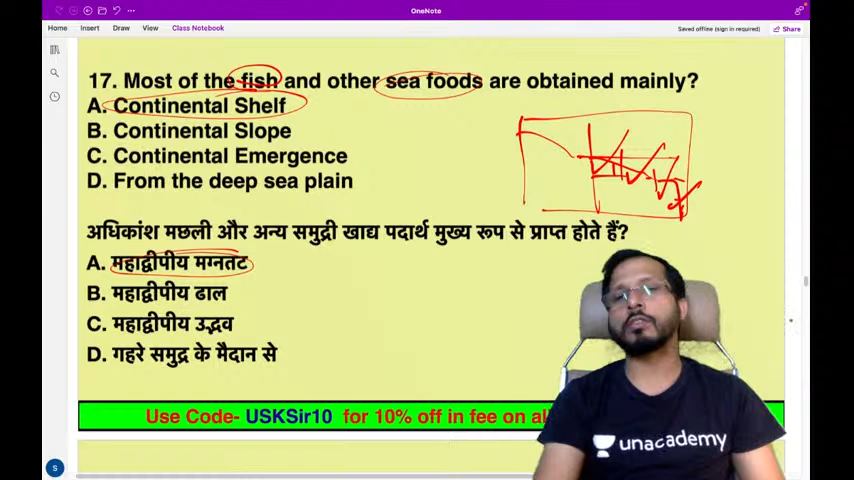 OneNote
Home Insert Draw View Class Notebook
Saved offline (sign in required) Share
17. Most of the fish and other sea foods are obtained mainly?
A. Continental Shelf
B. Continental Slope
C. Continental Emergence
D. From the deep sea plain
अधिकांश मछली और अन्य समुद्री खाद्य पदार्थ मुख्य रूप से प्राप्त होते हैं?
A. महाद्वीपीय मग्नतट
B. महाद्वीपीय ढाल
C. महाद्वीपीय उद्भव
D. गहरे समुद्र के मैदान से
Use Code- USKSir10 for 10% off in fee on al
unacademy
S